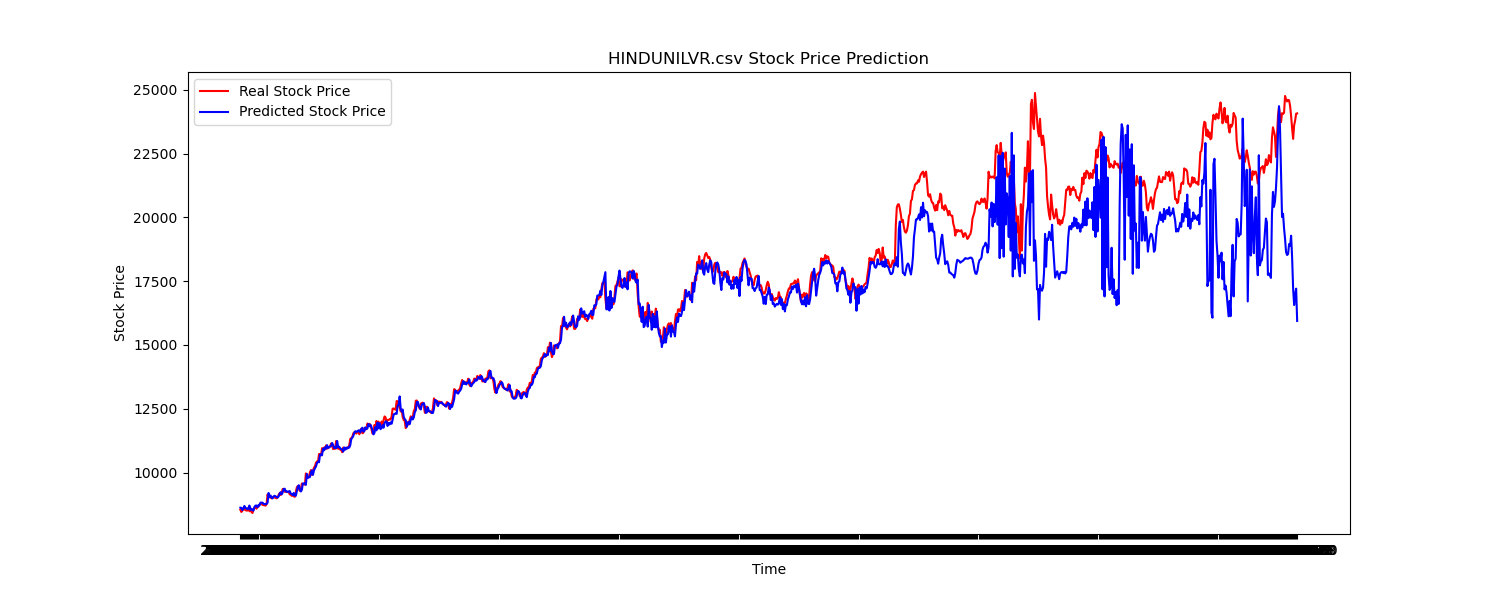 HINDUNILVR.csv Stock Price Prediction
Real Stock Price
Predicted Stock Price
25000
22500
20000
17500
15000
12500
10000
Stock Price
Time